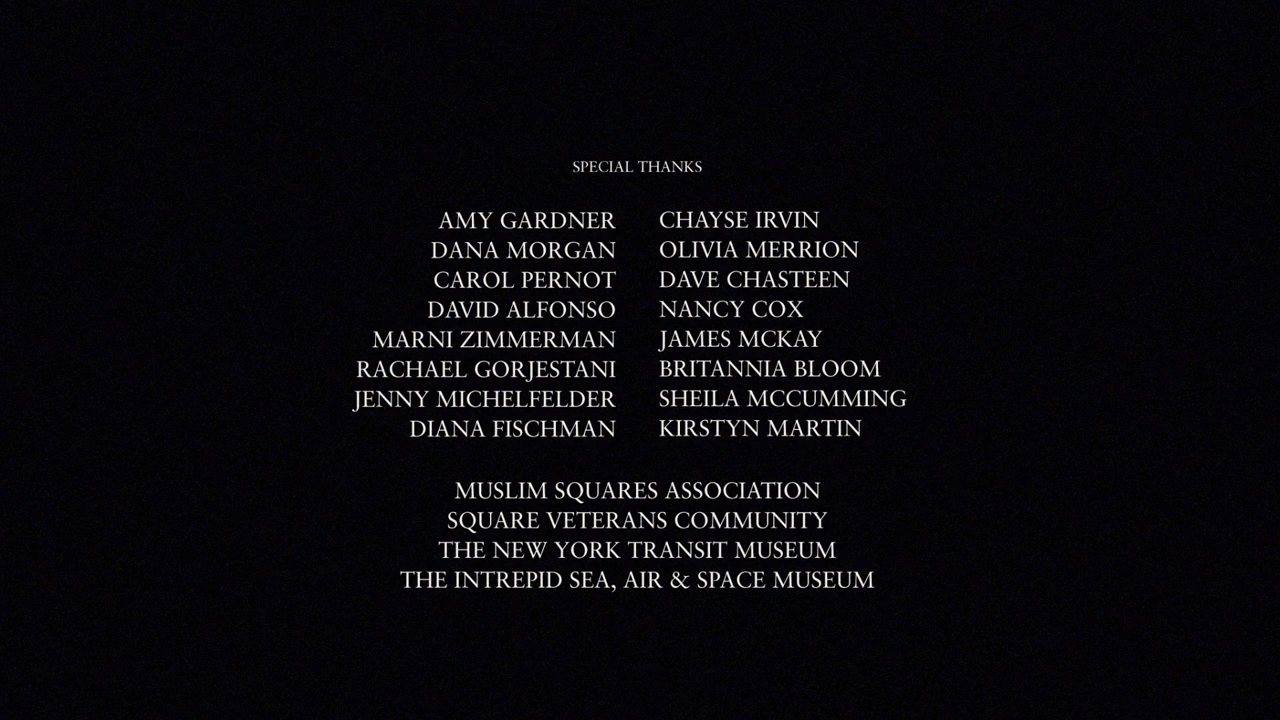 SPECIAL THANKS
AMY GARDNER CHAYSE IRVIN
DANA MORGAN OLIVIA MERRION
CAROL PERNOT DAVE CHASTEEN
DAVID ALFONSO NANCY COX
MARNI ZIMMERMAN JAMES MCKAY
RACHAEL GORJESTANI BRITANNIA BLOOM
JENNY MICHELFELDER SHEILA MCCUMMING
DIANA FISCHMAN KIRSTYN MARTIN
MUSLIM SQUARES ASSOCIATION
SQUARE VETERANS COMMUNITY
THE NEW YORK TRANSIT MUSEUM
THE INTREPID SEA, AIR & SPACE MUSEUM